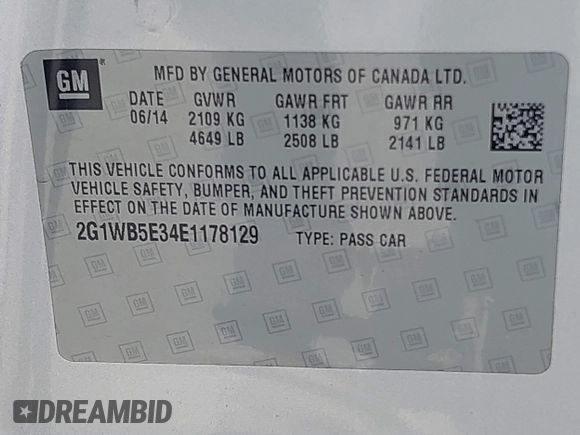 GM
MFD BY GENERAL MOTORS OF CANADA LTD.
DATE GVWR GAWR FRT GAWR RR
06/14 2109 KG 1138 KG 971 KG
4649 LB 2508 LB 2141 LB
THIS VEHICLE CONFORMS TO ALL APPLICABLE U.S. FEDERAL MOTOR
VEHICLE SAFETY, BUMPER, AND THEFT PREVENTION STANDARDS IN
EFFECT ON THE DATE OF MANUFACTURE SHOWN ABOVE.
2G1WB5E34E1178129 TYPE: PASS CAR
DREAMBID